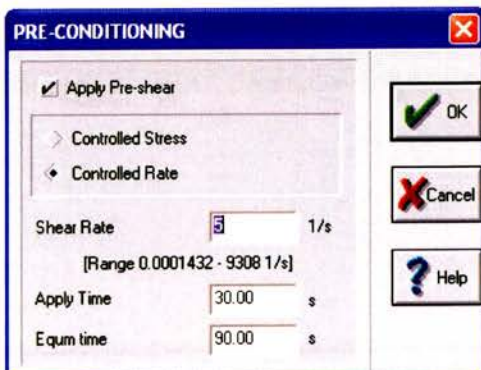 PRE-CONDITIONING
Apply Pre-shear
Controlled Stress
Controlled Rate
Shear Rate 5 1/s
[Range 0.0001432 - 9308 1/s]
Apply Time 30.00 s
Equm time 90.00 s
OK
Cancel
Help